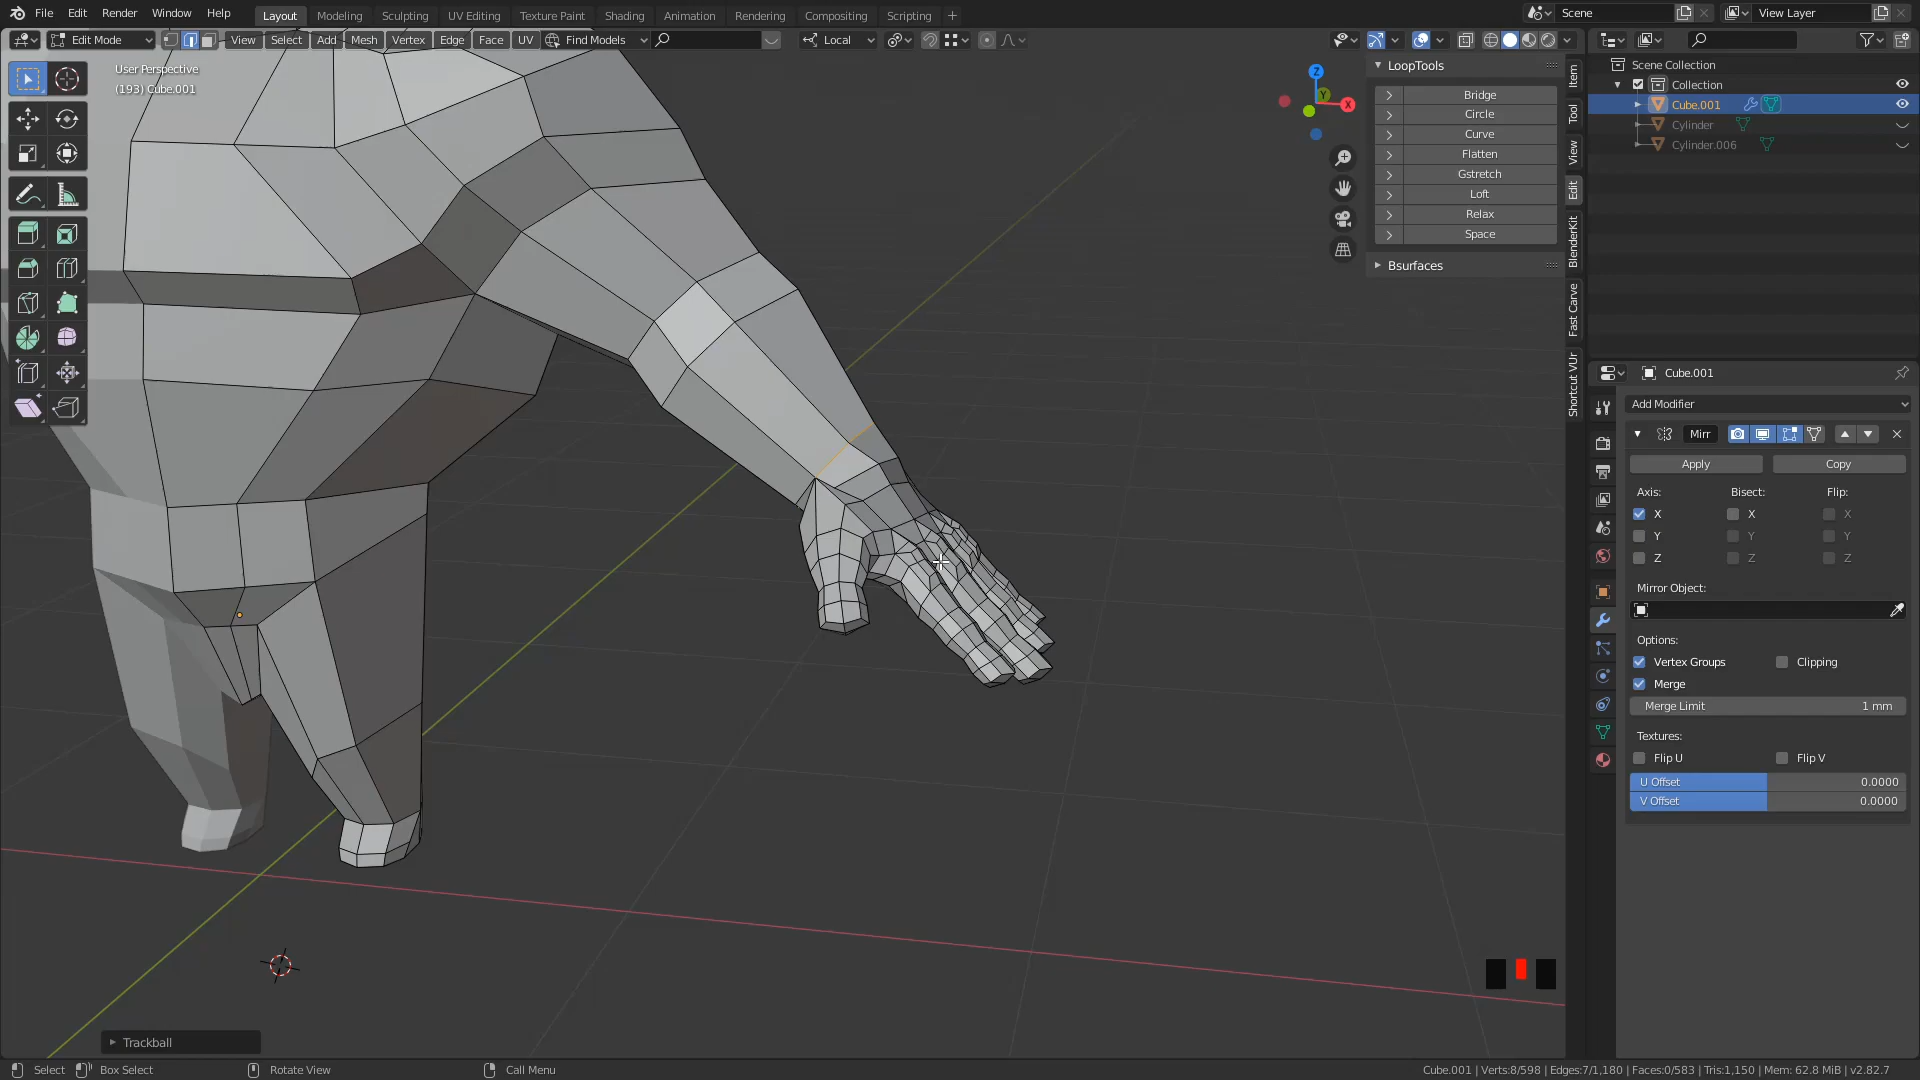 File Edit Render Window Help Layout Modeling Sculpting UV Editing Texture Paint Shading Animation Rendering Compositing Scripting Scene View Layer
Edit Mode View Select Add Mesh Vertex Edge Face UV Find Models Local
User Perspective
(193) Cube.001
Z
Y
X
LoopTools
Bridge
Circle
Curve
Flatten
Gstretch
Loft
Relax
Space
Bsurfaces
Item
Tool
View
Edit
BlenderKit
Fast Carve
Shortcut VUr
Scene Collection
Collection
Cube.001
Cylinder
Cylinder.006
Cube.001
Add Modifier
Mirr
Apply Copy
Axis: Bisect: Flip:
X X X
Y Y Y
Z Z Z
Mirror Object:
Options:
Vertex Groups Clipping
Merge
Merge Limit 1 mm
Textures:
Flip U Flip V
U Offset 0.0000
V Offset 0.0000
Trackball
Select Box Select Rotate View Call Menu Cube.001 | Verts:8/598 | Edges:7/1,180 | Faces:0/583 | Tris:1,150 | Mem: 62.8 MiB | v2.82.7